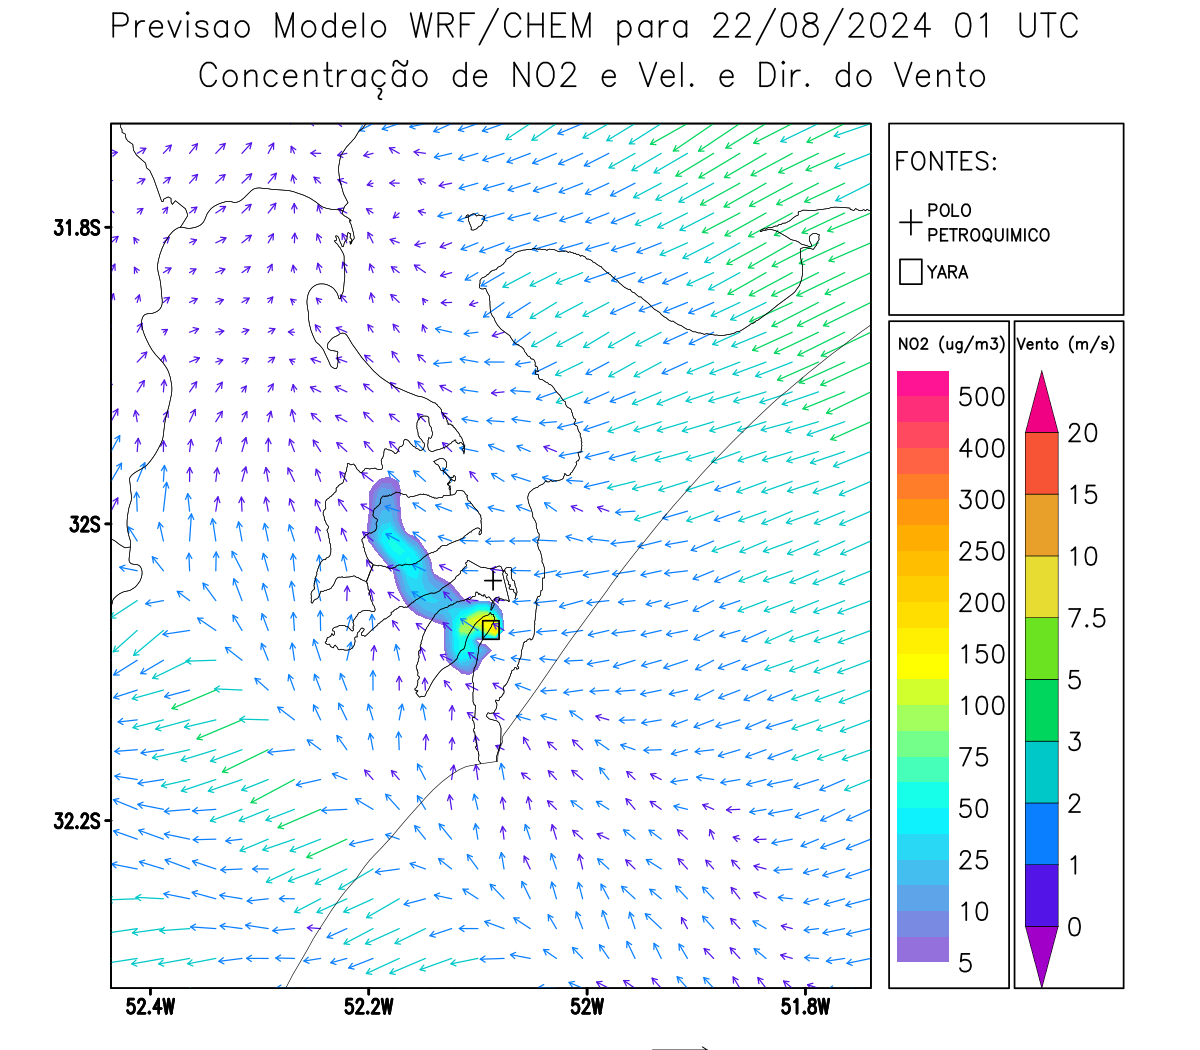 Previsao Modelo WRF/CHEM para 22/08/2024 01 UTC
Concentração de NO2 e Vel. e Dir. do Vento
FONTES:
POLO
PETROQUIMICO
YARA
NO2 (ug/m3)
500
400
300
250
200
150
100
75
50
25
10
5
Vento (m/s)
20
15
10
7.5
5
3
2
1
0
31.8S
32S
32.2S
52.4W
52.2W
52W
51.8W